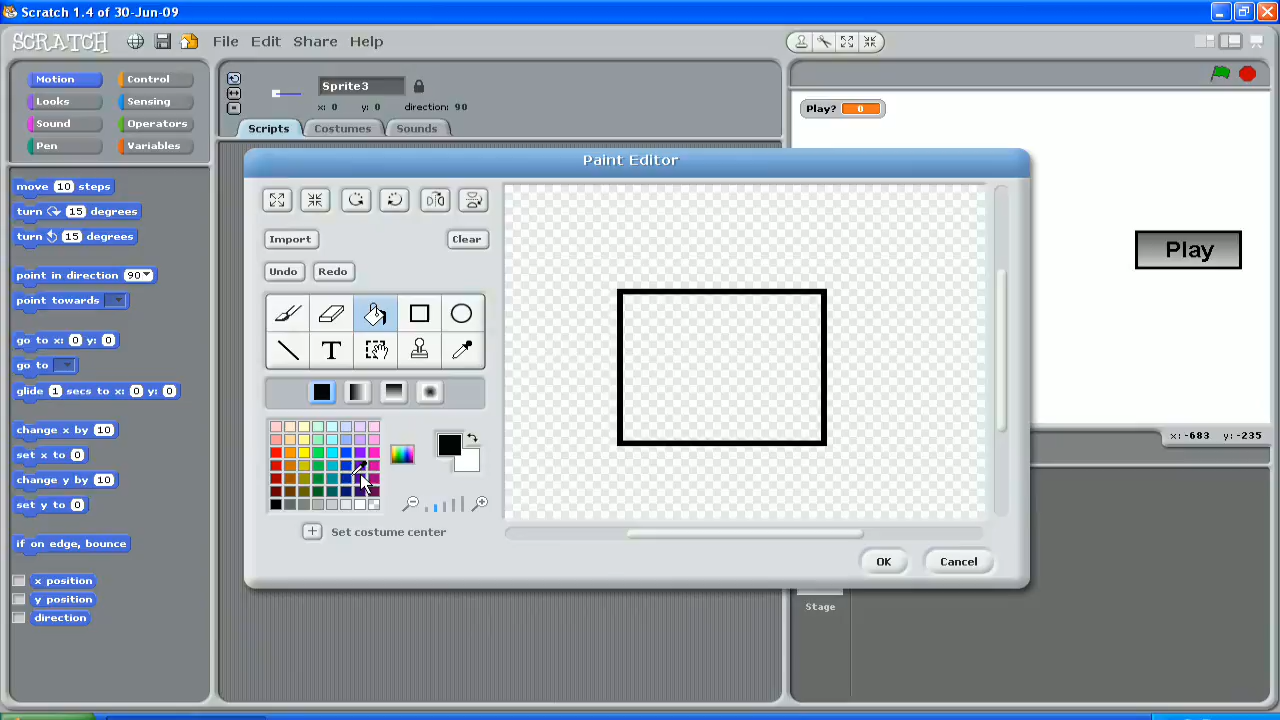 Scratch 1.4 of 30-Jun-09
SCRATCH File Edit Share Help
Motion Control
Looks Sensing
Sound Operators
Pen Variables
move 10 steps
turn 15 degrees
turn 15 degrees
point in direction 90
point towards
go to x: 0 y: 0
go to
glide 1 secs to x: 0 y: 0
change x by 10
set x to 0
change y by 10
set y to 0
if on edge, bounce
x position
y position
direction
Sprite3
x: 0 y: 0 direction: 90
Scripts Costumes Sounds
Paint Editor
Import Clear
Undo Redo
T
Set costume center
OK Cancel
Play? 0
Play
x: -683 y: -235
Stage